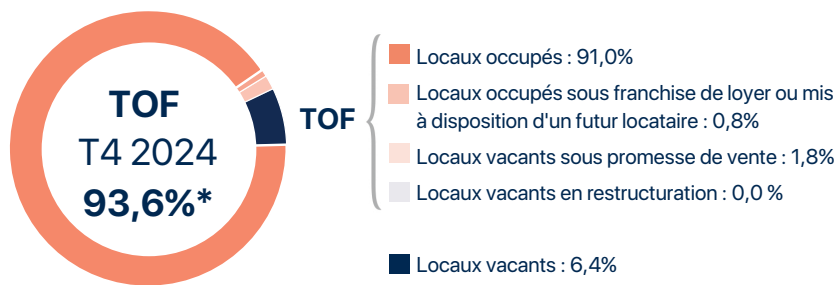 TOF
T4 2024
93,6%*
TOF
Locaux occupés : 91,0%
Locaux occupés sous franchise de loyer ou mis
à disposition d'un futur locataire : 0,8%
Locaux vacants sous promesse de vente : 1,8%
Locaux vacants en restructuration : 0,0 %
Locaux vacants : 6,4%